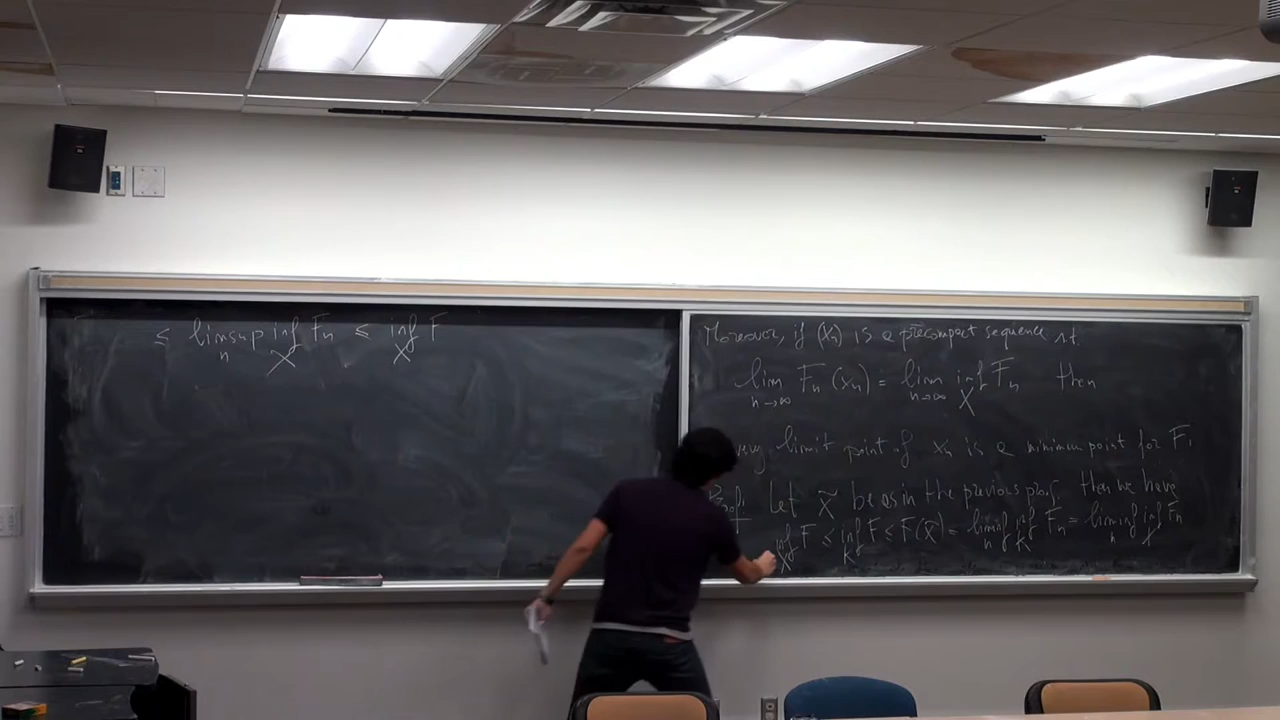 ≤ limsup inf Fn ≤ inf F
n X X
Moreover, if (xn) is a precompact sequence s.t.
lim Fn (xn) = lim inf Fn then
n→∞ n→∞ X
every limit point of xn is a minimum point for F.
Proof: Let x̃ be as in the previous proof. then we have
inf F ≤ inf F ≤ F(x̃) = liminf inf Fn = liminf inf Fn
X K n K n X